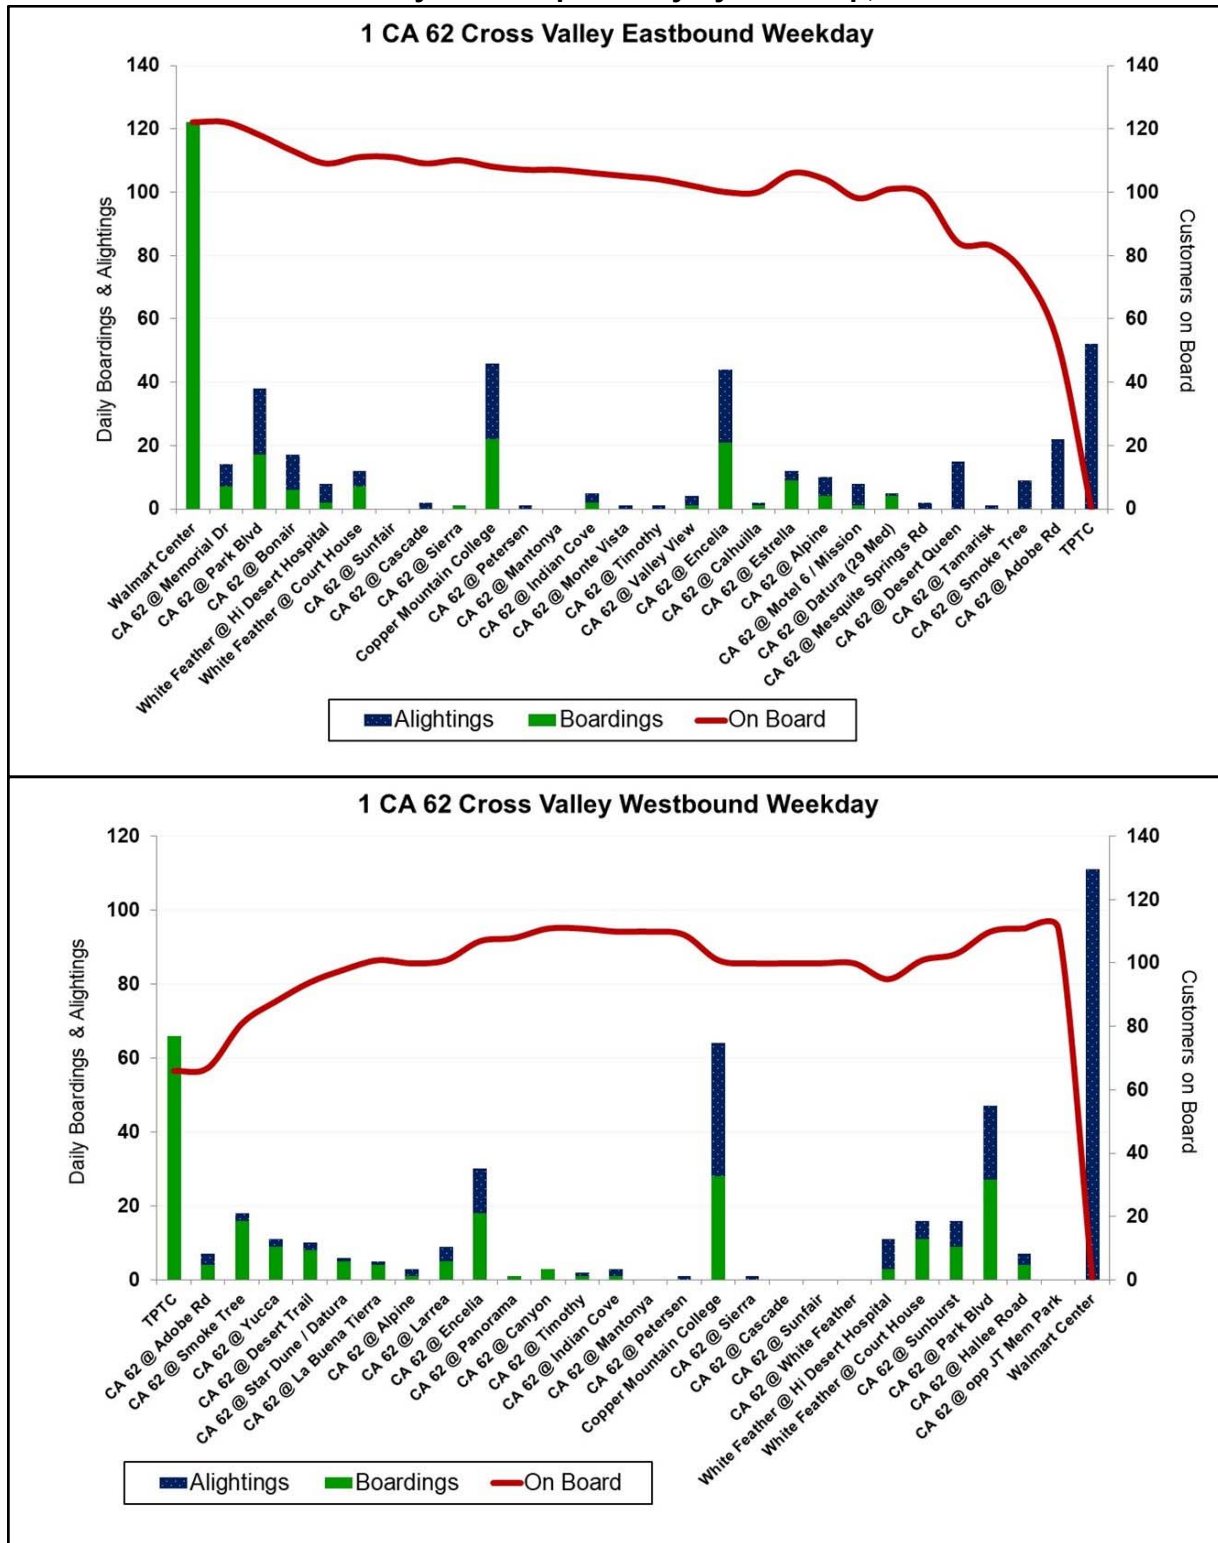 1 CA 62 Cross Valley Eastbound Weekday
140 140
120 120
100 100
80 80
60 60
40 40
20 20
0 0
Daily Boardings & Alightings
Customers on Board
Walmart Center
CA 62 @ Memorial Dr
CA 62 @ Park Blvd
CA 62 @ Bonair
White Feather @ Hi Desert Hospital
White Feather @ Court House
CA 62 @ Sunfair
CA 62 @ Cascade
CA 62 @ Sierra
Copper Mountain College
CA 62 @ Petersen
CA 62 @ Mantonya
CA 62 @ Indian Cove
CA 62 @ Monte Vista
CA 62 @ Timothy
CA 62 @ Valley View
CA 62 @ Encelia
CA 62 @ Calhuilla
CA 62 @ Estrella
CA 62 @ Alpine
CA 62 @ Motel 6 / Mission
CA 62 @ Datura (29 Med)
CA 62 @ Mesquite Springs Rd
CA 62 @ Desert Queen
CA 62 @ Tamarisk
CA 62 @ Smoke Tree
CA 62 @ Adobe Rd
TPTC
Alightings Boardings On Board
1 CA 62 Cross Valley Westbound Weekday
120 140
100 120
80 100
60 80
40 60
20 40
0 20
0
Daily Boardings & Alightings
Customers on Board
TPTC
CA 62 @ Adobe Rd
CA 62 @ Smoke Tree
CA 62 @ Yucca
CA 62 @ Desert Trail
CA 62 @ Star Dune / Datura
CA 62 @ La Buena Tierra
CA 62 @ Alpine
CA 62 @ Larrea
CA 62 @ Encelia
CA 62 @ Panorama
CA 62 @ Canyon
CA 62 @ Timothy
CA 62 @ Indian Cove
CA 62 @ Mantonya
CA 62 @ Petersen
Copper Mountain College
CA 62 @ Sierra
CA 62 @ Cascade
CA 62 @ Sunfair
CA 62 @ White Feather
White Feather @ Hi Desert Hospital
White Feather @ Court House
CA 62 @ Sunburst
CA 62 @ Park Blvd
CA 62 @ Hallee Road
CA 62 @ opp JT Mem Park
Walmart Center
Alightings Boardings On Board